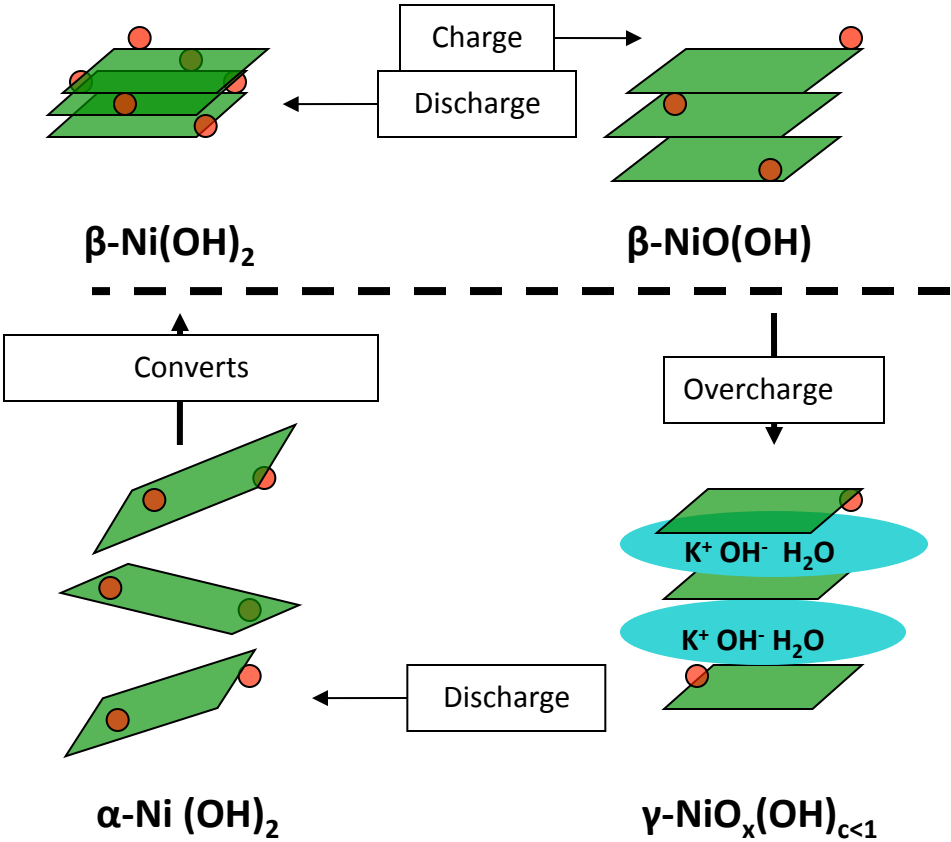 Charge
Discharge
β-Ni(OH)₂
β-NiO(OH)
Converts
Overcharge
K⁺ OH⁻ H₂O
K⁺ OH⁻ H₂O
Discharge
α-Ni (OH)₂
γ-NiOₓ(OH)c<1